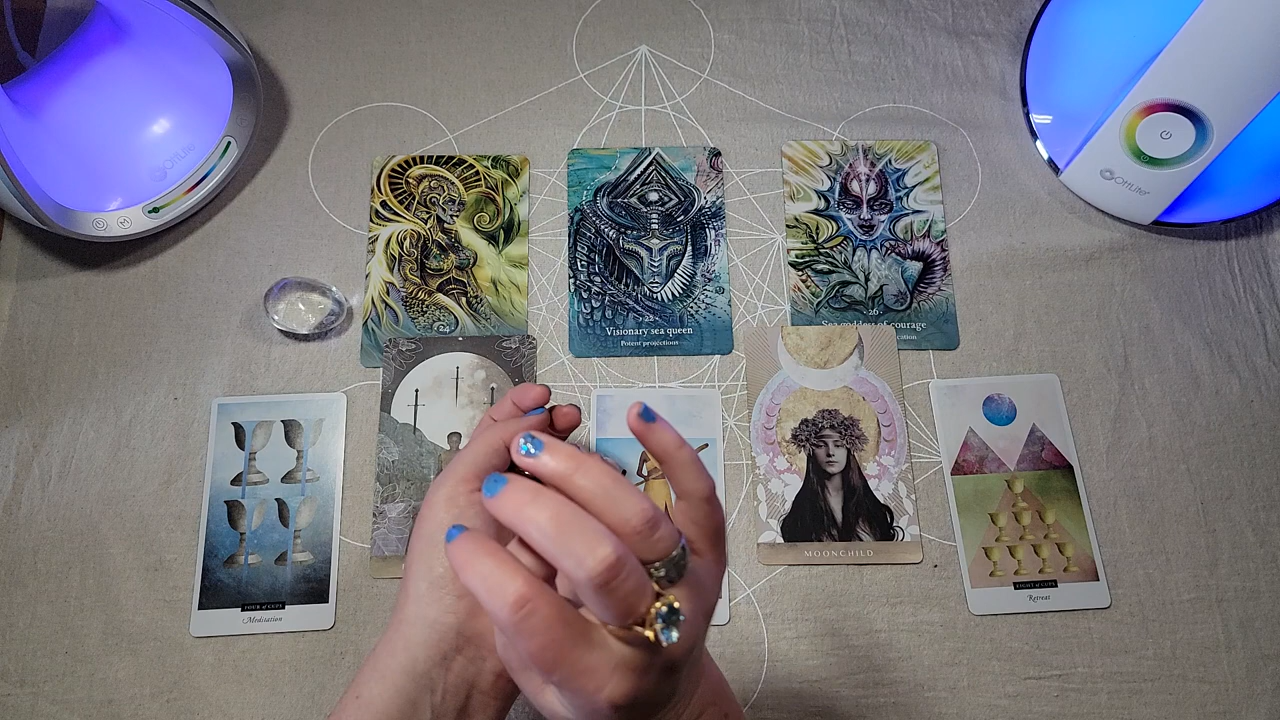 OttLite
M
OttLite
24
· 22 ·
Visionary sea queen
Potent projections
· 26 ·
Sea goddess of courage
cation
FOUR of CUPS
Meditation
MOONCHILD
EIGHT of CUPS
Retreat